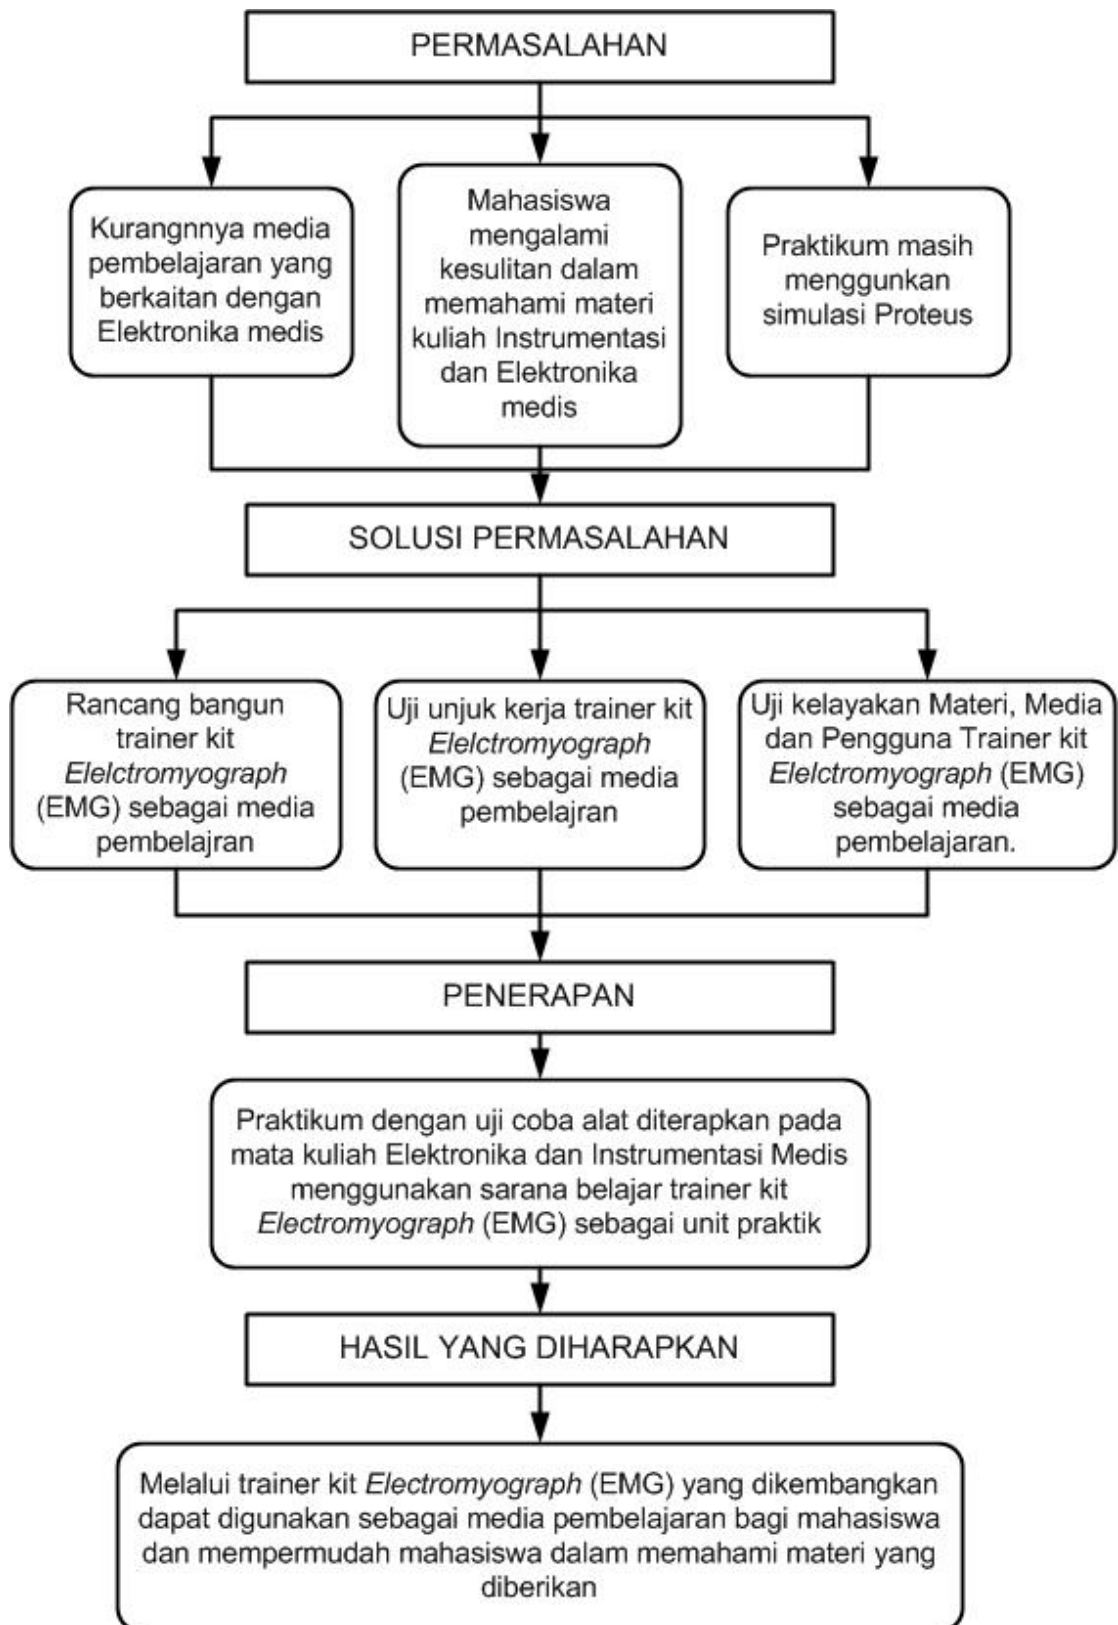 PERMASALAHAN
Kurangnnya media
pembelajaran yang
berkaitan dengan
Elektronika medis
Mahasiswa
mengalami
kesulitan dalam
memahami materi
kuliah Instrumentasi
dan Elektronika
medis
Praktikum masih
menggunkan
simulasi Proteus
SOLUSI PERMASALAHAN
Rancang bangun
trainer kit
Elelctromyograph
(EMG) sebagai media
pembelajran
Uji unjuk kerja trainer kit
Elelctromyograph
(EMG) sebagai media
pembelajran
Uji kelayakan Materi, Media
dan Pengguna Trainer kit
Elelctromyograph (EMG)
sebagai media
pembelajaran.
PENERAPAN
Praktikum dengan uji coba alat diterapkan pada
mata kuliah Elektronika dan Instrumentasi Medis
menggunakan sarana belajar trainer kit
Electromyograph (EMG) sebagai unit praktik
HASIL YANG DIHARAPKAN
Melalui trainer kit Electromyograph (EMG) yang dikembangkan
dapat digunakan sebagai media pembelajaran bagi mahasiswa
dan mempermudah mahasiswa dalam memahami materi yang
diberikan